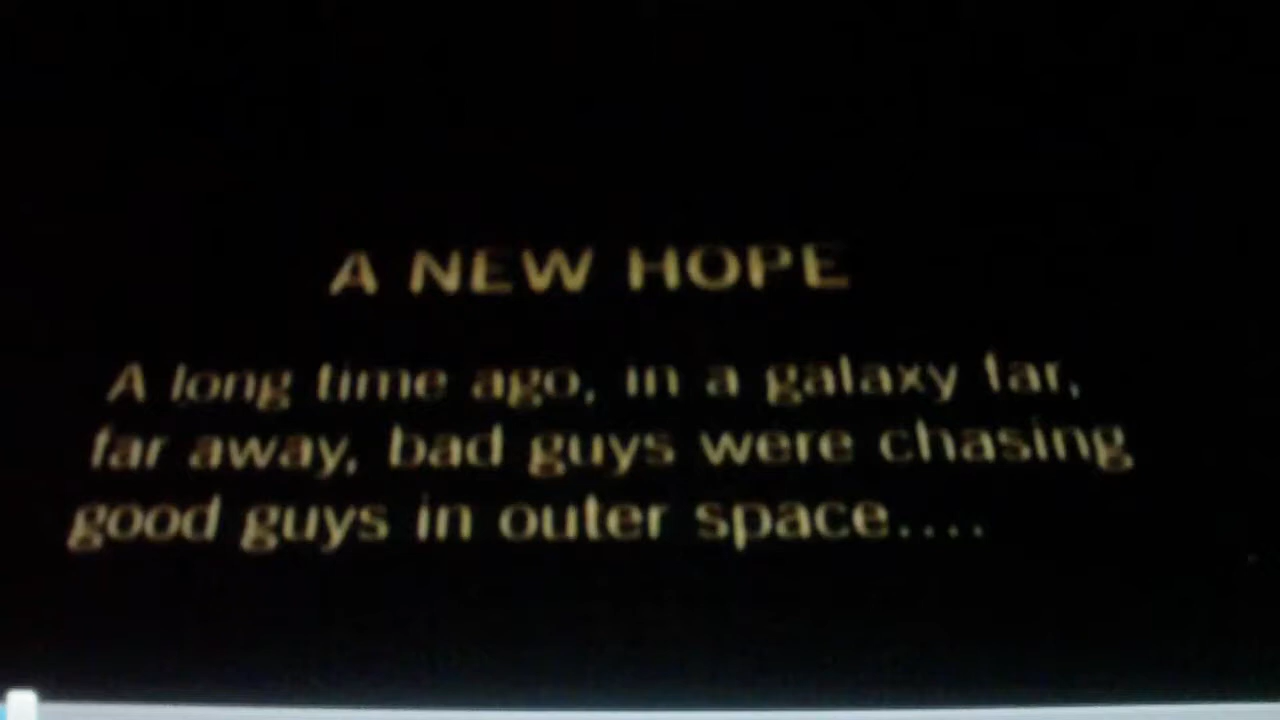 A NEW HOPE
A long time ago, in a galaxy far,
far away, bad guys were chasing
good guys in outer space....